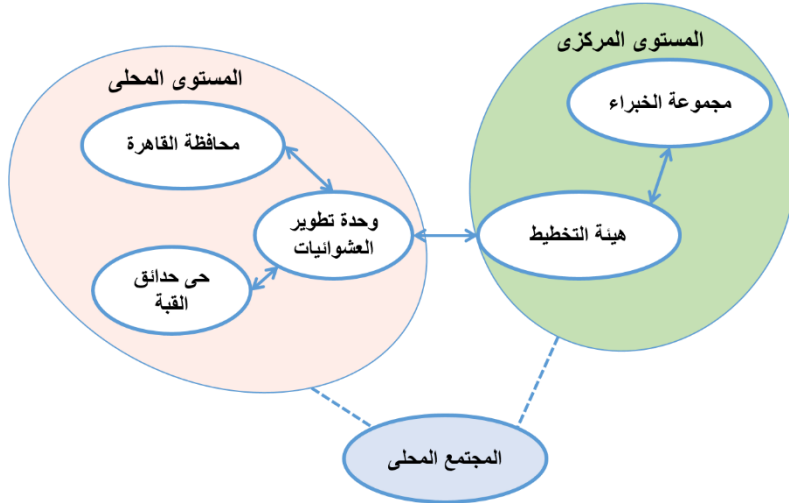 المستوى المركزى
مجموعة الخبراء
هيئة التخطيط
المستوى المحلى
محافظة القاهرة
وحدة تطوير
العشوائيات
حى حدائق
القبة
المجتمع المحلى